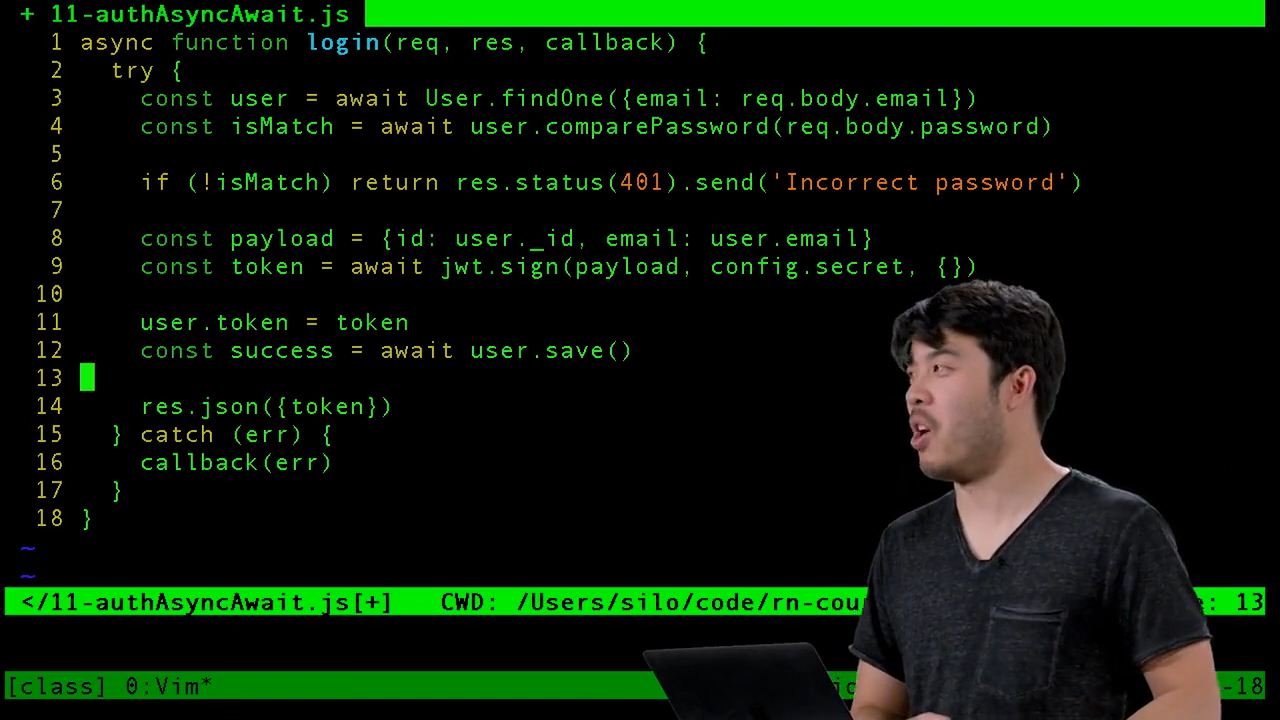 + 11-authAsyncAwait.js
1 async function login(req, res, callback) {
2   try {
3     const user = await User.findOne({email: req.body.email})
4     const isMatch = await user.comparePassword(req.body.password)
5
6     if (!isMatch) return res.status(401).send('Incorrect password')
7
8     const payload = {id: user._id, email: user.email}
9     const token = await jwt.sign(payload, config.secret, {})
10
11     user.token = token
12     const success = await user.save()
13
14     res.json({token})
15   } catch (err) {
16     callback(err)
17   }
18 }
~
~
</11-authAsyncAwait.js[+]   CWD: /Users/silo/code/rn-cou : 13
[class] 0:Vim* -18